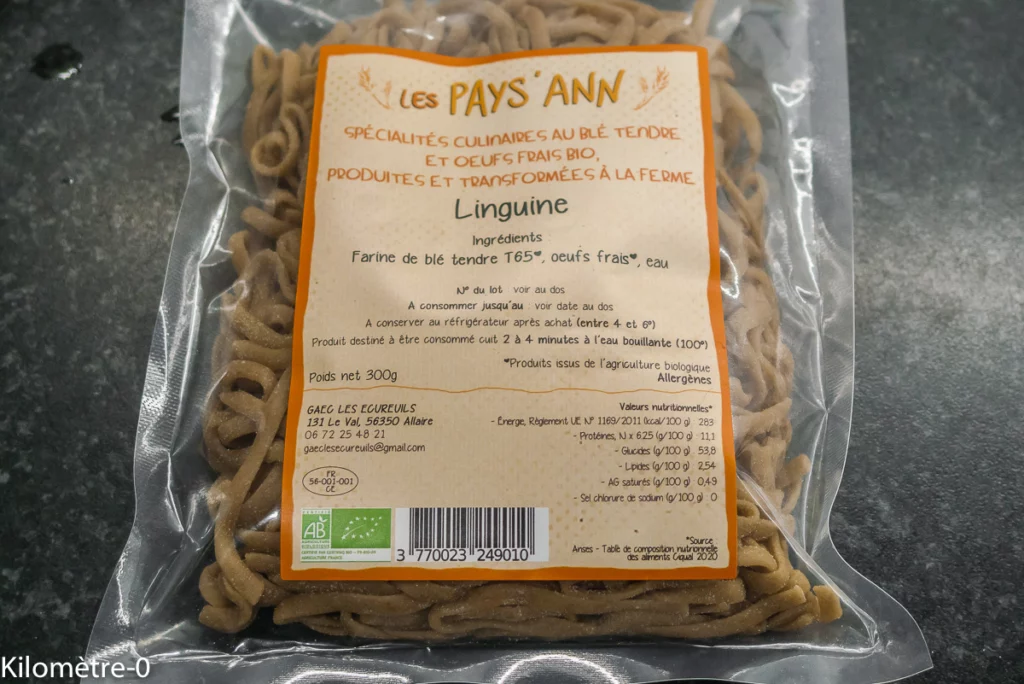 LES PAYS'ANN
SPÉCIALITÉS CULINAIRES AU BLÉ TENDRE
ET OEUFS FRAIS BIO,
PRODUITES ET TRANSFORMÉES À LA FERME
Linguine
Ingrédients
Farine de blé tendre T65*, oeufs frais*, eau
N° du lot voir au dos
A consommer jusqu'au : voir date au dos
A conserver au réfrigérateur après achat (entre 4 et 6°)
Produit destiné à être consommé cuit 2 à 4 minutes à l'eau bouillante (100°)
*Produits issus de l'agriculture biologique
Allergènes
Poids net 300g
GAEC LES ECUREUILS
131 Le Val, 56350 Allaire
06 72 25 48 21
gaeclesecureuils@gmail.com
FR
56-001-001
CE
Valeurs nutritionnelles*
- Énergie, Règlement UE N° 1169/2011 (kcal/100 g) 283
- Protéines, N x 6.25 (g/100 g) 11,1
- Glucides (g/100 g) 53,8
- Lipides (g/100 g) 2,54
- AG saturés (g/100 g) 0,49
- Sel chlorure de sodium (g/100 g) 0
*Source
Anses - Table de composition nutritionnelle
des aliments Ciqual 2020
CERTIFIÉ
AB
AGRICULTURE
BIOLOGIQUE
AGRICULTURE FRANCE
3 770023 249010
Kilomètre-0